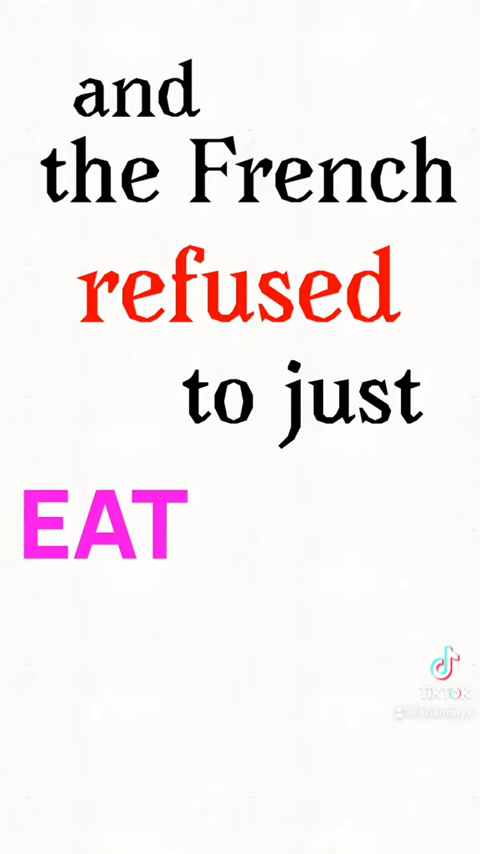 and
the French
refused
to just
EAT
TikTok